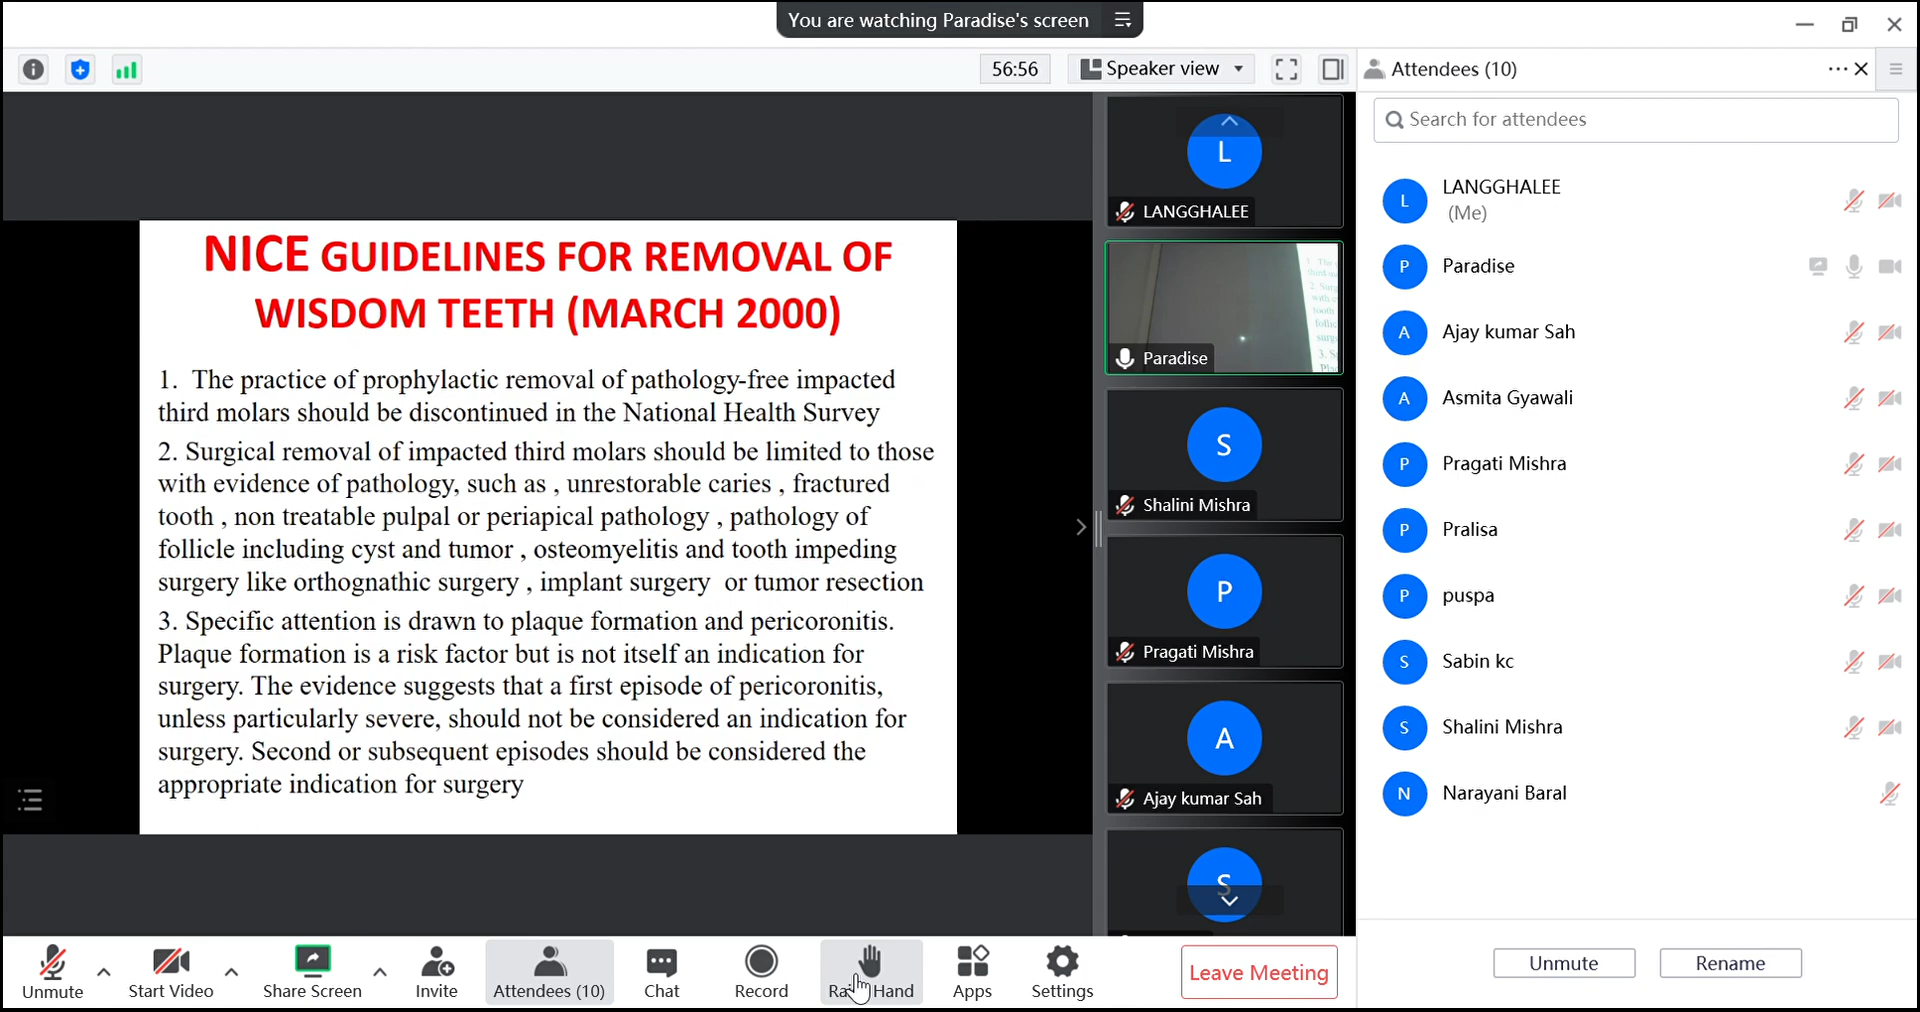 You are watching Paradise's screen
56:56
Speaker view
Attendees (10)
Search for attendees
NICE GUIDELINES FOR REMOVAL OF
WISDOM TEETH (MARCH 2000)
1. The practice of prophylactic removal of pathology-free impacted
third molars should be discontinued in the National Health Survey
2. Surgical removal of impacted third molars should be limited to those
with evidence of pathology, such as , unrestorable caries , fractured
tooth , non treatable pulpal or periapical pathology , pathology of
follicle including cyst and tumor , osteomyelitis and tooth impeding
surgery like orthognathic surgery , implant surgery or tumor resection
3. Specific attention is drawn to plaque formation and pericoronitis.
Plaque formation is a risk factor but is not itself an indication for
surgery. The evidence suggests that a first episode of pericoronitis,
unless particularly severe, should not be considered an indication for
surgery. Second or subsequent episodes should be considered the
appropriate indication for surgery
L
LANGGHALEE
Paradise
S
Shalini Mishra
P
Pragati Mishra
A
Ajay kumar Sah
S
L
LANGGHALEE
(Me)
P
Paradise
A
Ajay kumar Sah
A
Asmita Gyawali
P
Pragati Mishra
P
Pralisa
P
puspa
S
Sabin kc
S
Shalini Mishra
N
Narayani Baral
Unmute
Start Video
Share Screen
Invite
Attendees (10)
Chat
Record
Hand
Apps
Settings
Leave Meeting
Unmute
Rename